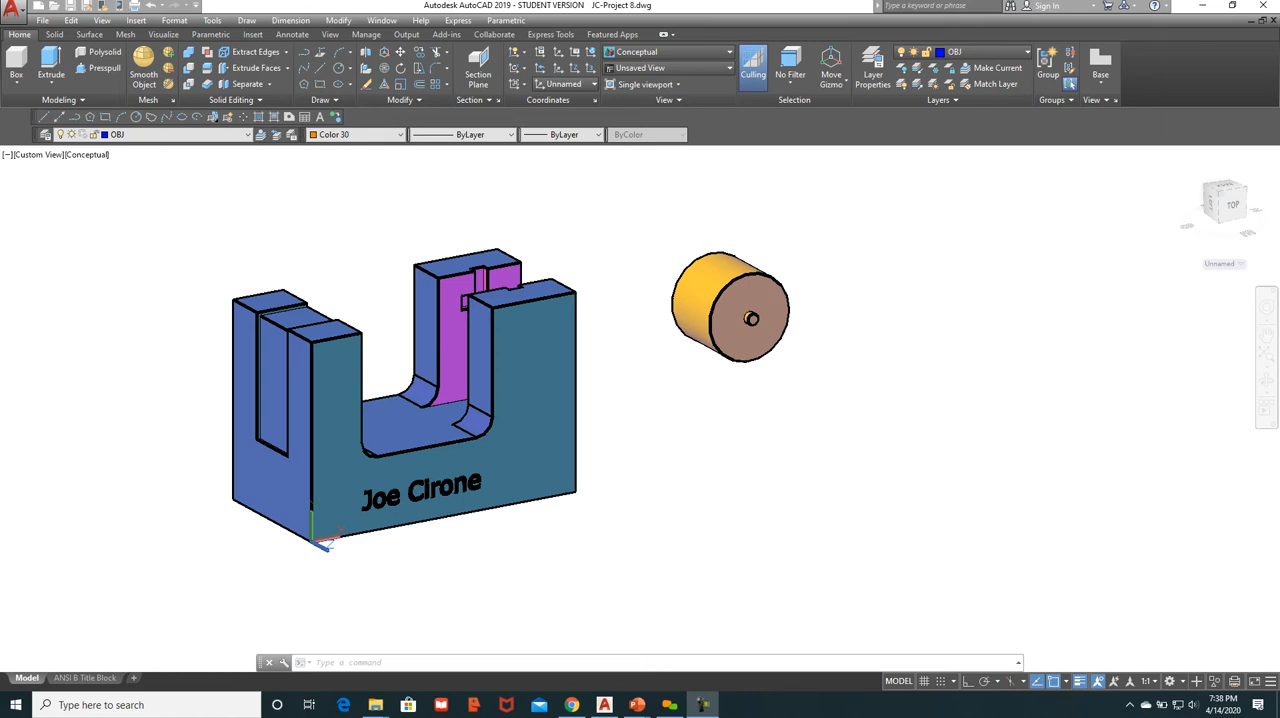 Autodesk AutoCAD 2019 - STUDENT VERSION JC-Project 8.dwg
Type a keyword or phrase
Sign In
File Edit View Insert Format Tools Draw Dimension Modify Window Help Express Parametric
Home Solid Surface Mesh Visualize Parametric Insert Annotate View Manage Output Add-ins Collaborate Express Tools Featured Apps
Box
Extrude
Polysolid
Presspull
Smooth
Object
Extrude Edges
Extrude Faces
Separate
Section
Plane
Unnamed
Conceptual
Unsaved View
Single viewport
Culling
No Filter
Move
Gizmo
Layer
Properties
OBJ
Make Current
Match Layer
Group
Base
Modeling Mesh Solid Editing Draw Modify Section Coordinates View Selection Layers Groups View
OBJ
Color 30
ByLayer
ByLayer
ByColor
[−][Custom View][Conceptual]
TOP
Unnamed
Joe Cirone
Type a command
Model
ANSI B Title Block
MODEL
1:1
Type here to search
7:38 PM
4/14/2020